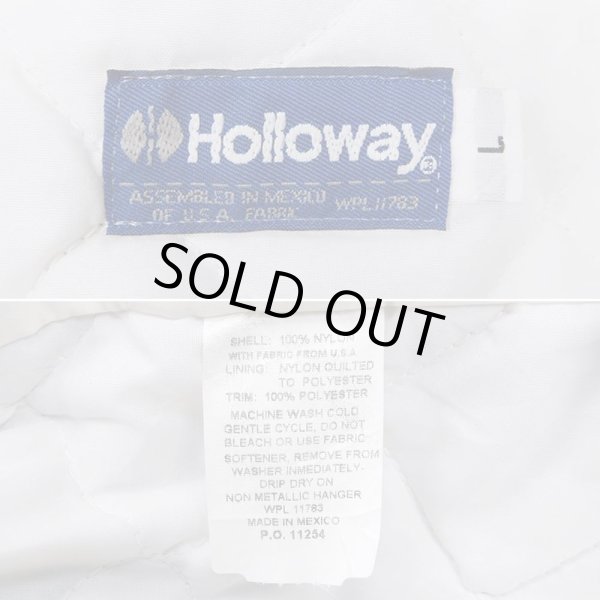 Holloway
®
ASSEMBLED IN MEXICO
OF U.S.A. FABRIC
WPL 11783
L
SOLD OUT
SHELL: 100% NYLON
WITH FABRIC FROM U.S.A
LINING: NYLON QUILTED
TO POLYESTER
TRIM: 100% POLYESTER
MACHINE WASH COLD
GENTLE CYCLE, DO NOT
BLEACH OR USE FABRIC
SOFTENER, REMOVE FROM
WASHER INMEDIATELY-
DRIP DRY ON
NON METALLIC HANGER
WPL 11783
MADE IN MEXICO
P.O. 11254